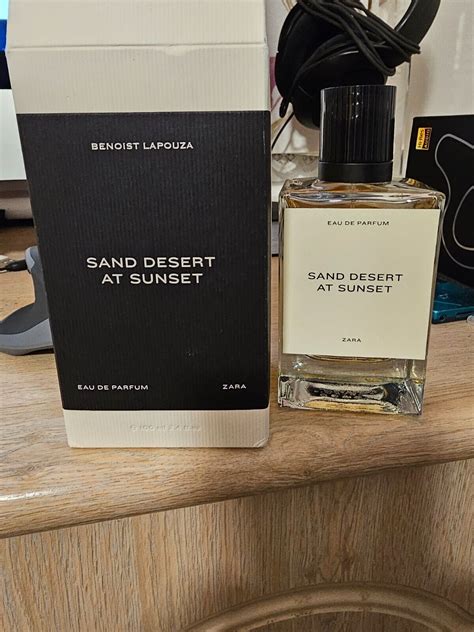 BENOIST LAPOUZA
SAND DESERT
AT SUNSET
EAU DE PARFUM
ZARA
EAU DE PARFUM
SAND DESERT
AT SUNSET
ZARA